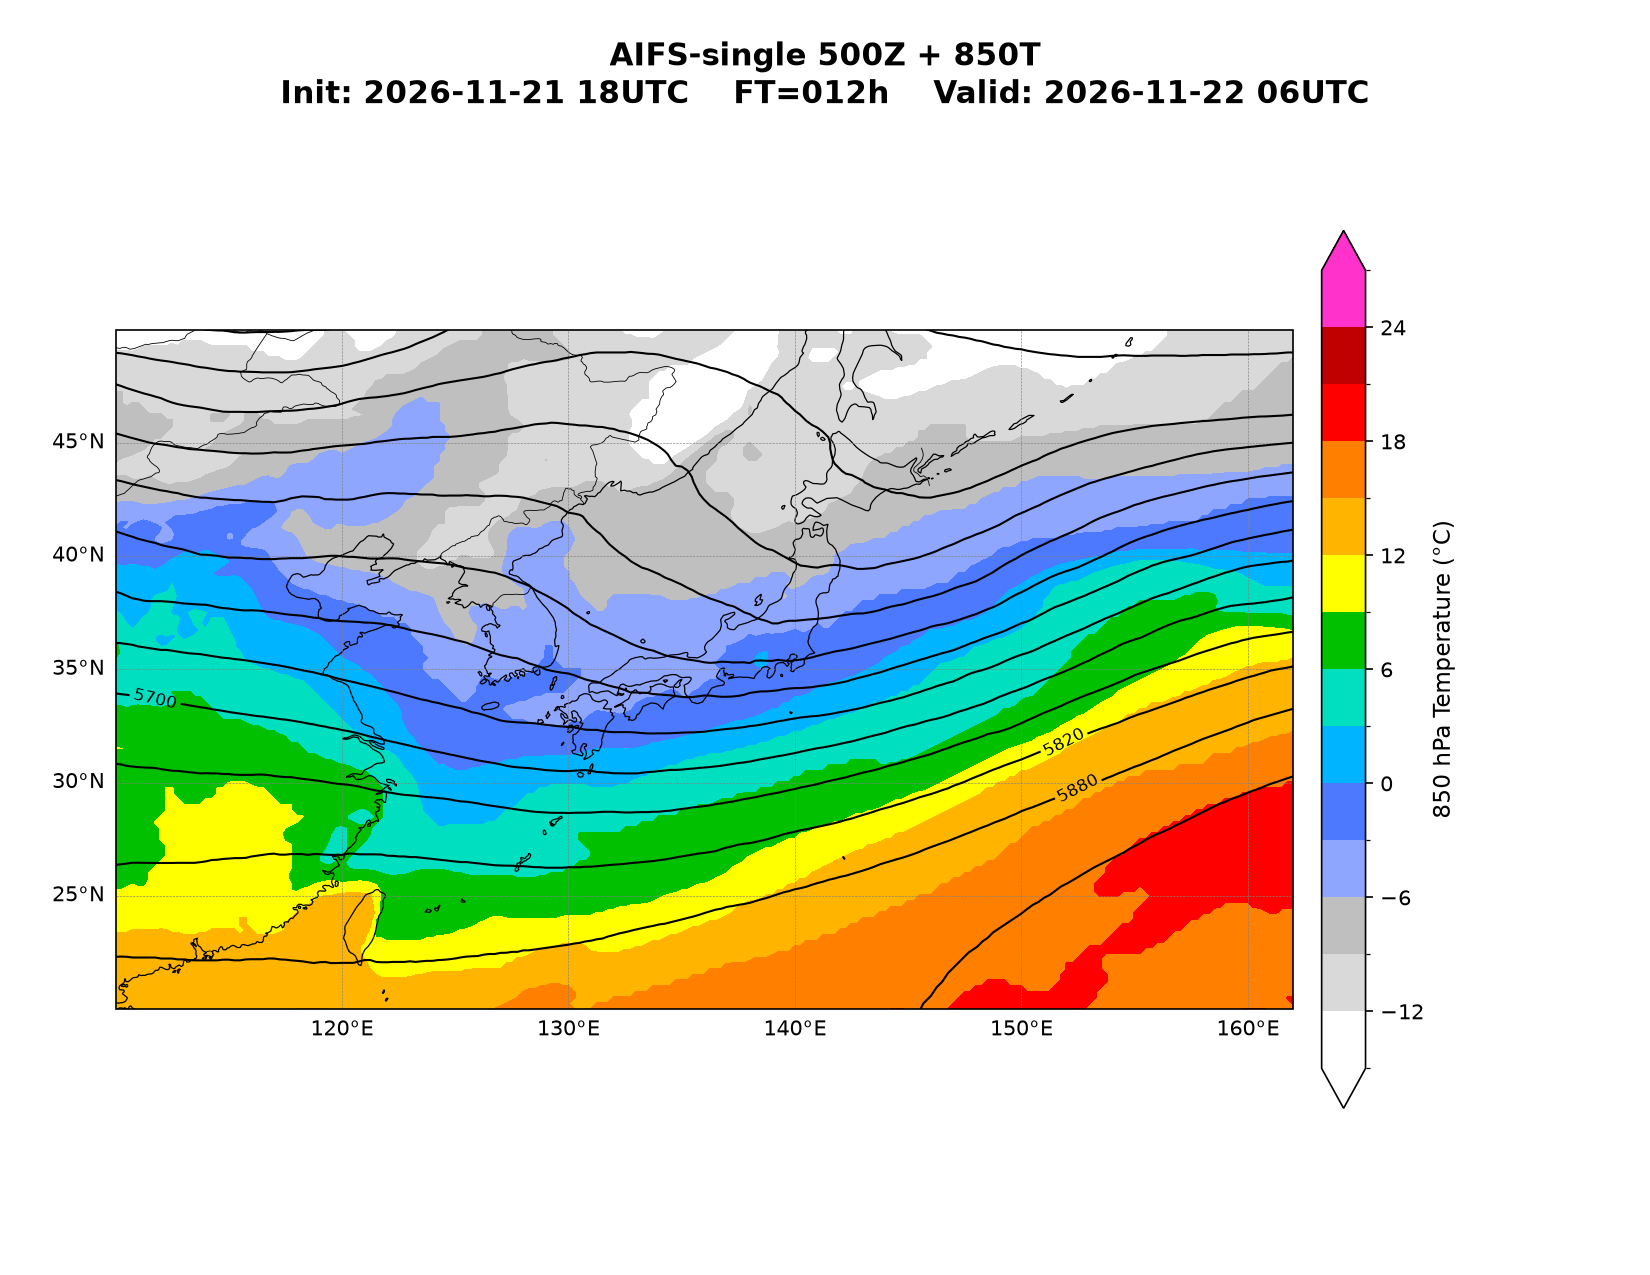 AIFS-single 500Z + 850T
Init: 2026-11-21 18UTC    FT=012h    Valid: 2026-11-22 06UTC
24
18
12
6
0
−6
−12
850 hPa Temperature (°C)
45°N
40°N
35°N
30°N
25°N
5700
5820
5880
120°E
130°E
140°E
150°E
160°E